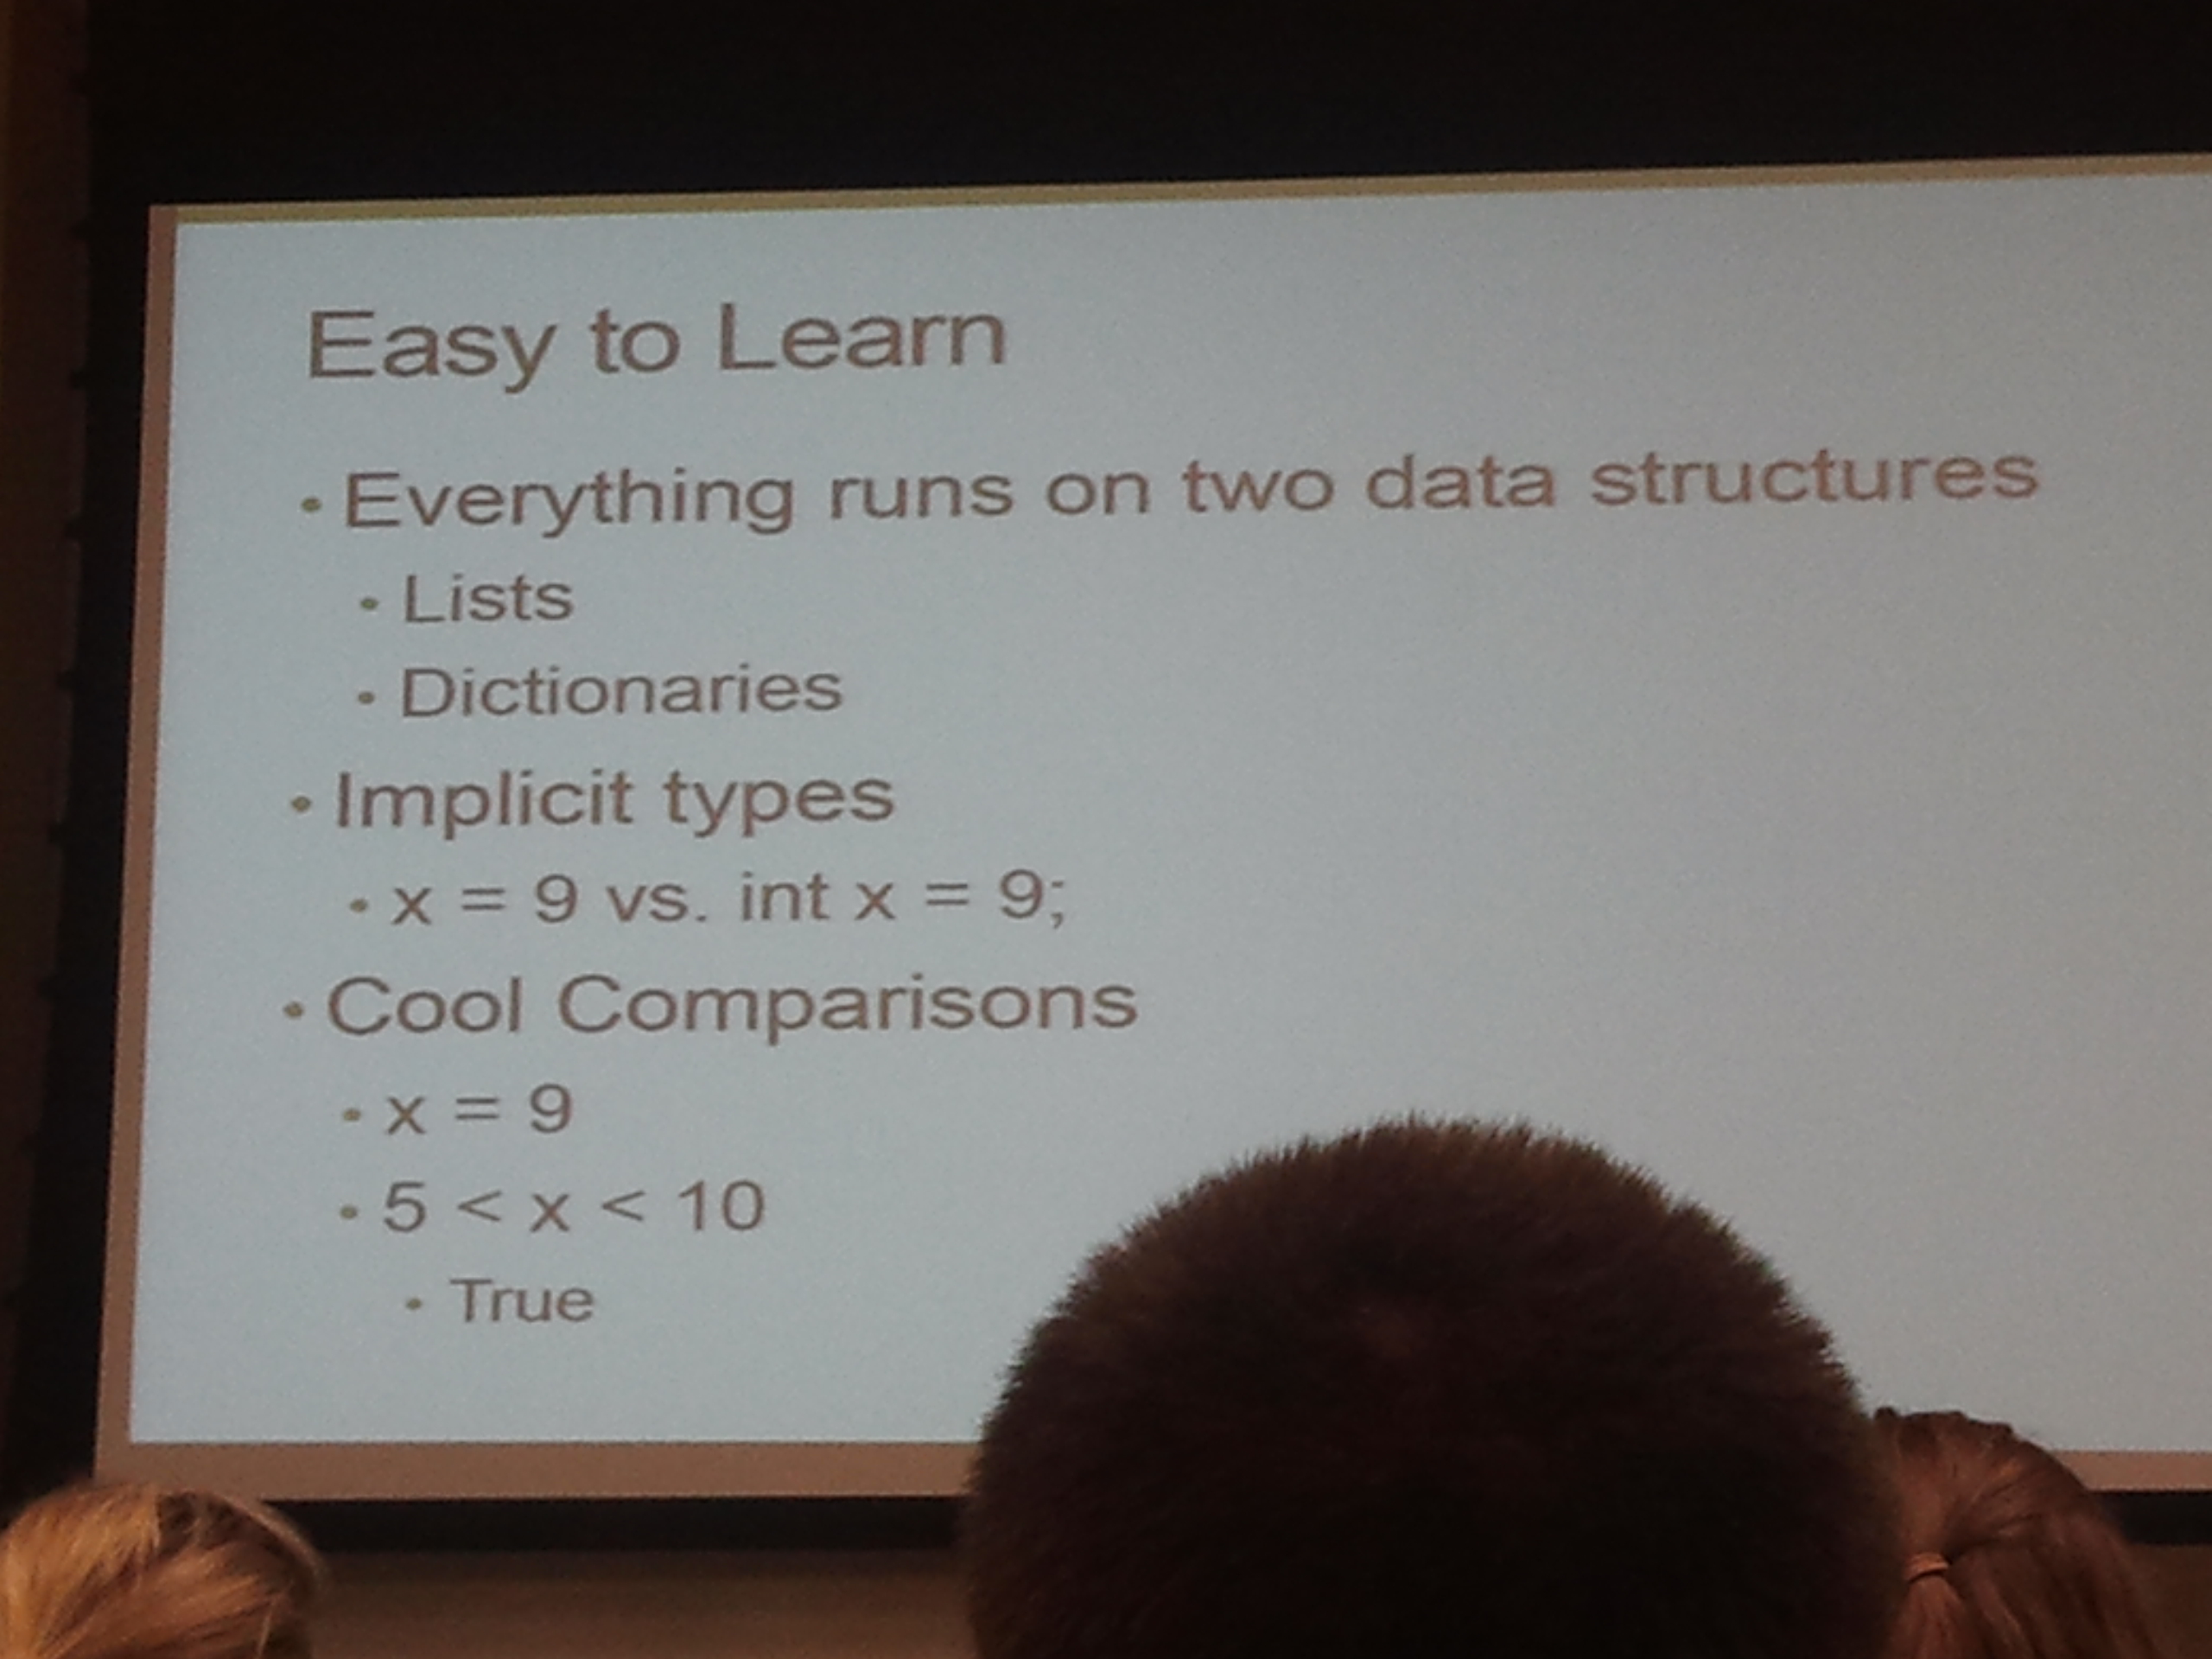 Easy to Learn
• Everything runs on two data structures
• Lists
• Dictionaries
• Implicit types
• x = 9 vs. int x = 9;
• Cool Comparisons
• x = 9
• 5 < x < 10
• True